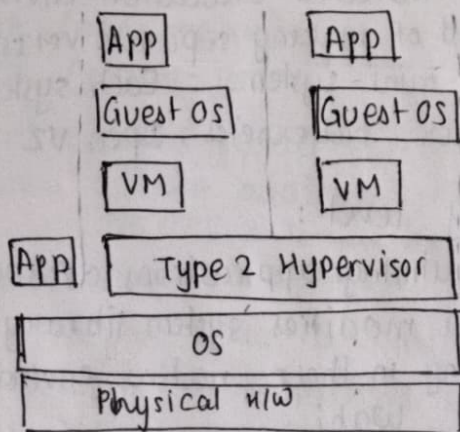 App App
Guest OS Guest OS
VM VM
App Type 2 Hypervisor
OS
Physical H/W